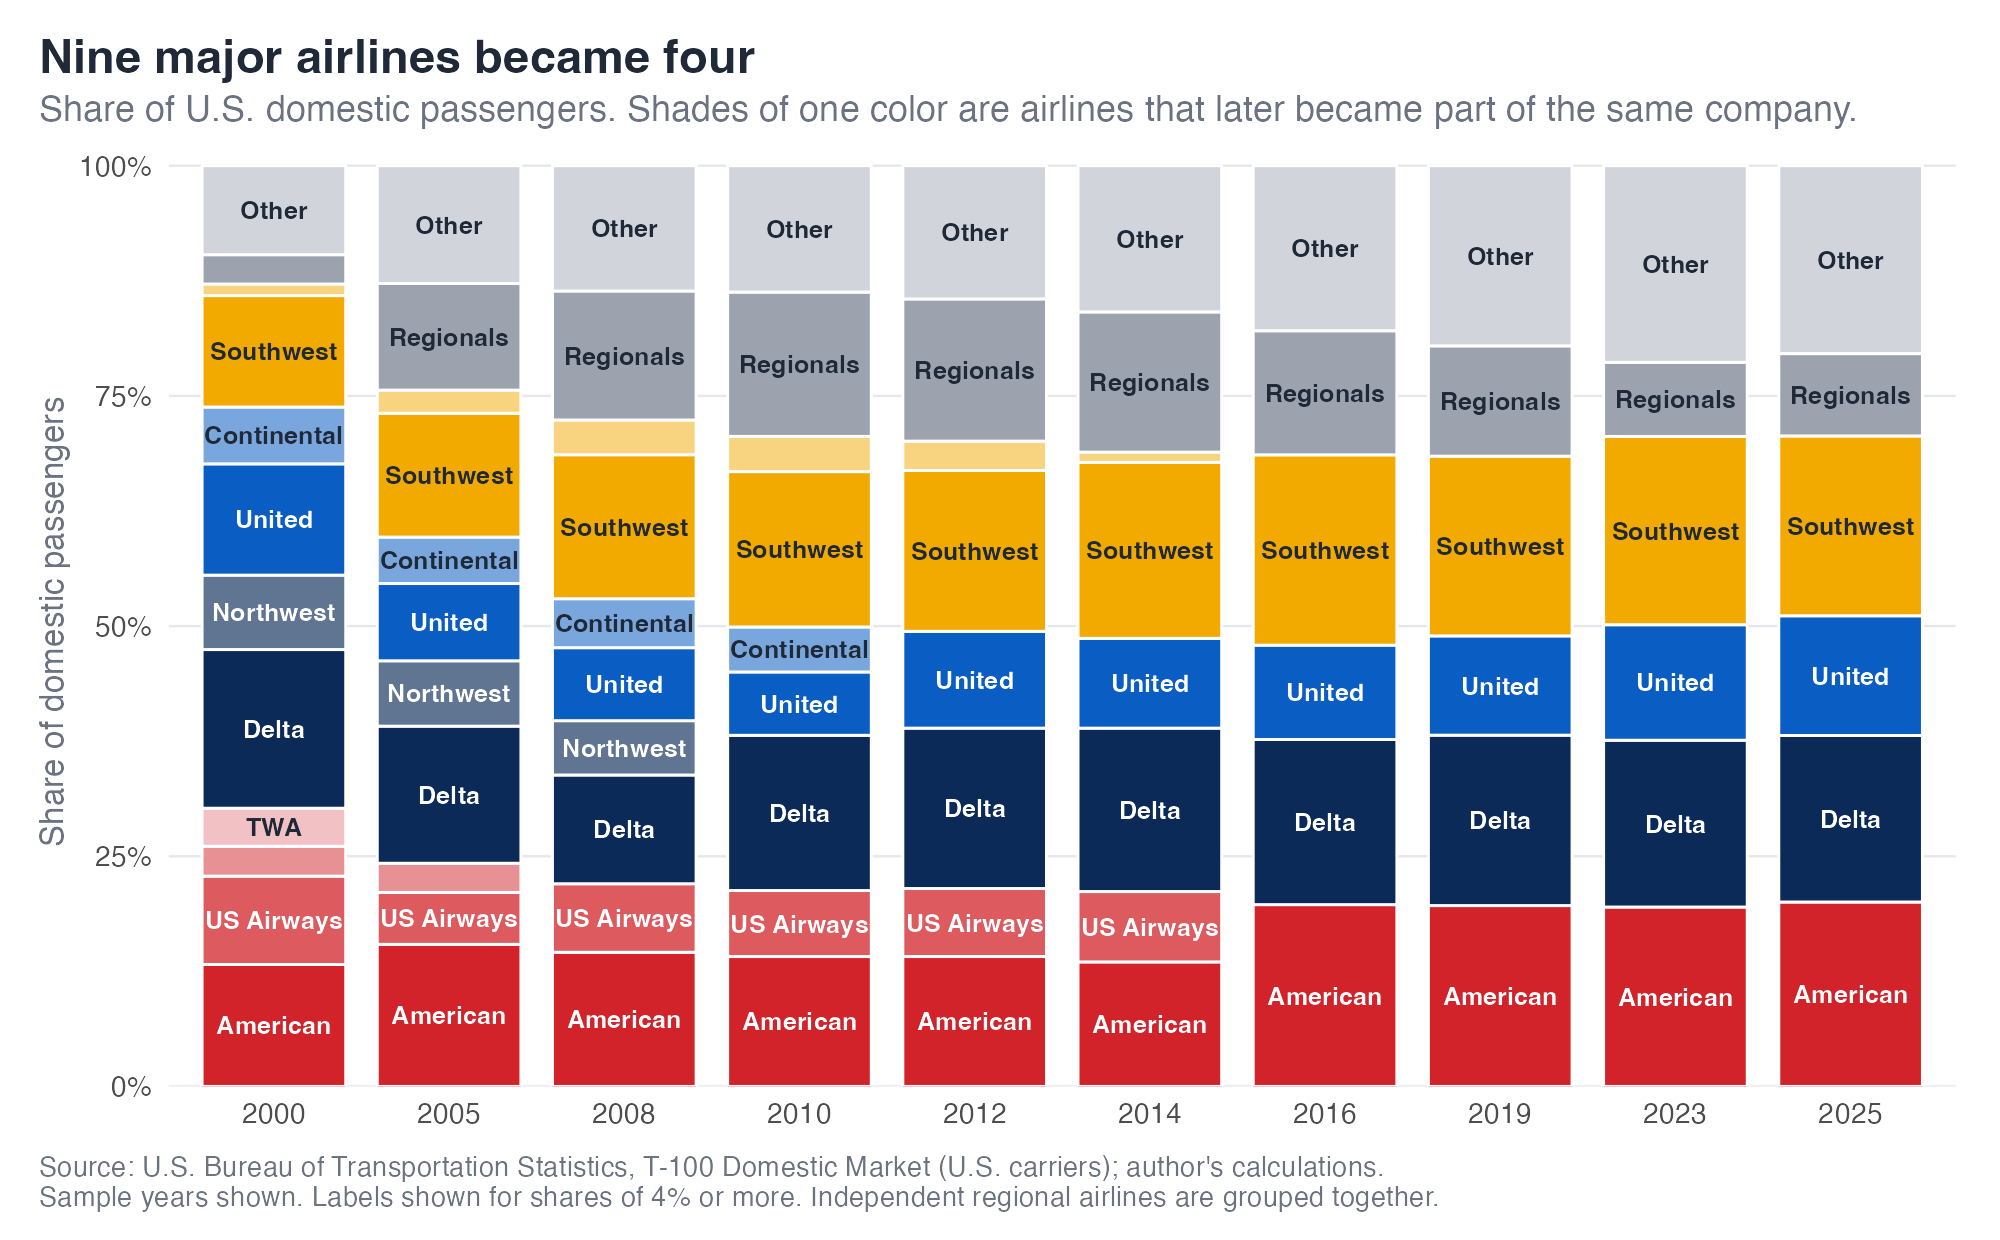 Nine major airlines became four
Share of U.S. domestic passengers. Shades of one color are airlines that later became part of the same company.
Share of domestic passengers
100%
75%
50%
25%
0%
Other
Southwest
Continental
United
Northwest
Delta
TWA
US Airways
American
2000
Other
Regionals
Southwest
Continental
United
Northwest
Delta
US Airways
American
2005
Other
Regionals
Southwest
Continental
United
Northwest
Delta
US Airways
American
2008
Other
Regionals
Southwest
Continental
United
Delta
US Airways
American
2010
Other
Regionals
Southwest
United
Delta
US Airways
American
2012
Other
Regionals
Southwest
United
Delta
US Airways
American
2014
Other
Regionals
Southwest
United
Delta
American
2016
Other
Regionals
Southwest
United
Delta
American
2019
Other
Regionals
Southwest
United
Delta
American
2023
Other
Regionals
Southwest
United
Delta
American
2025
Source: U.S. Bureau of Transportation Statistics, T-100 Domestic Market (U.S. carriers); author's calculations.
Sample years shown. Labels shown for shares of 4% or more. Independent regional airlines are grouped together.